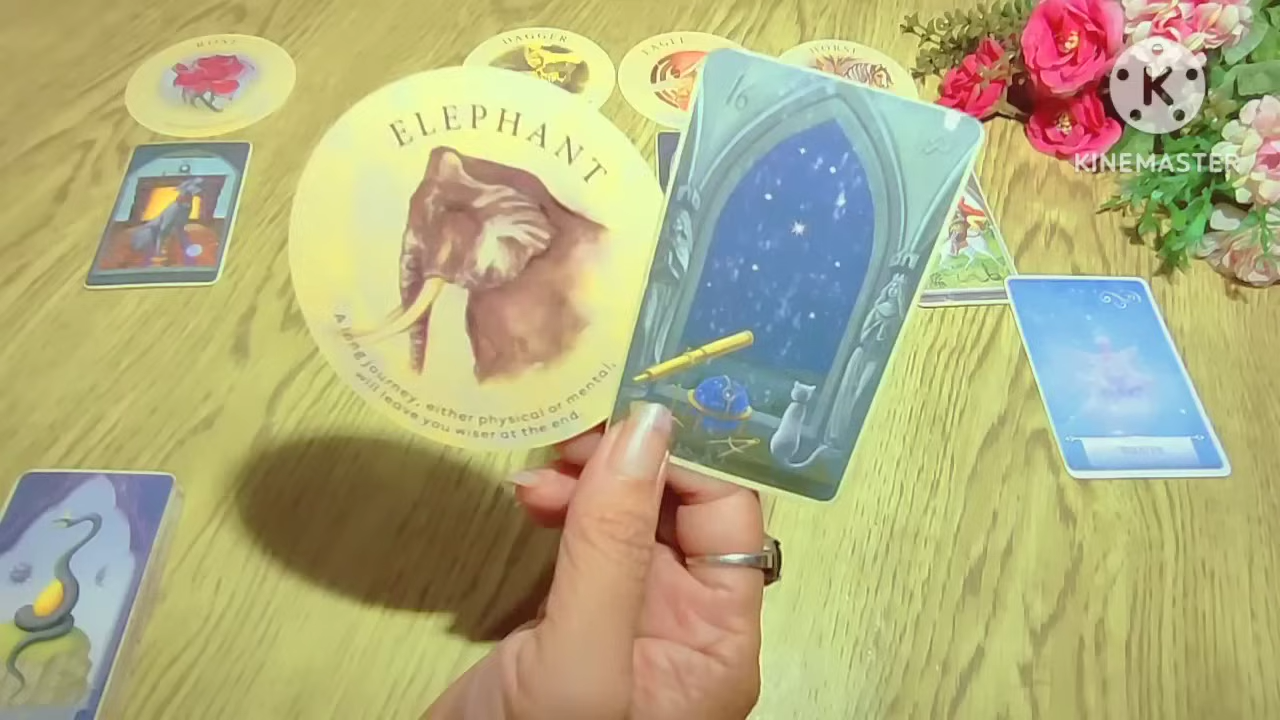 ROSE
DAGGER
EAGLE
HORSE
K
KINEMASTER
ELEPHANT
16
A long journey, either physical or mental,
will leave you wiser at the end.